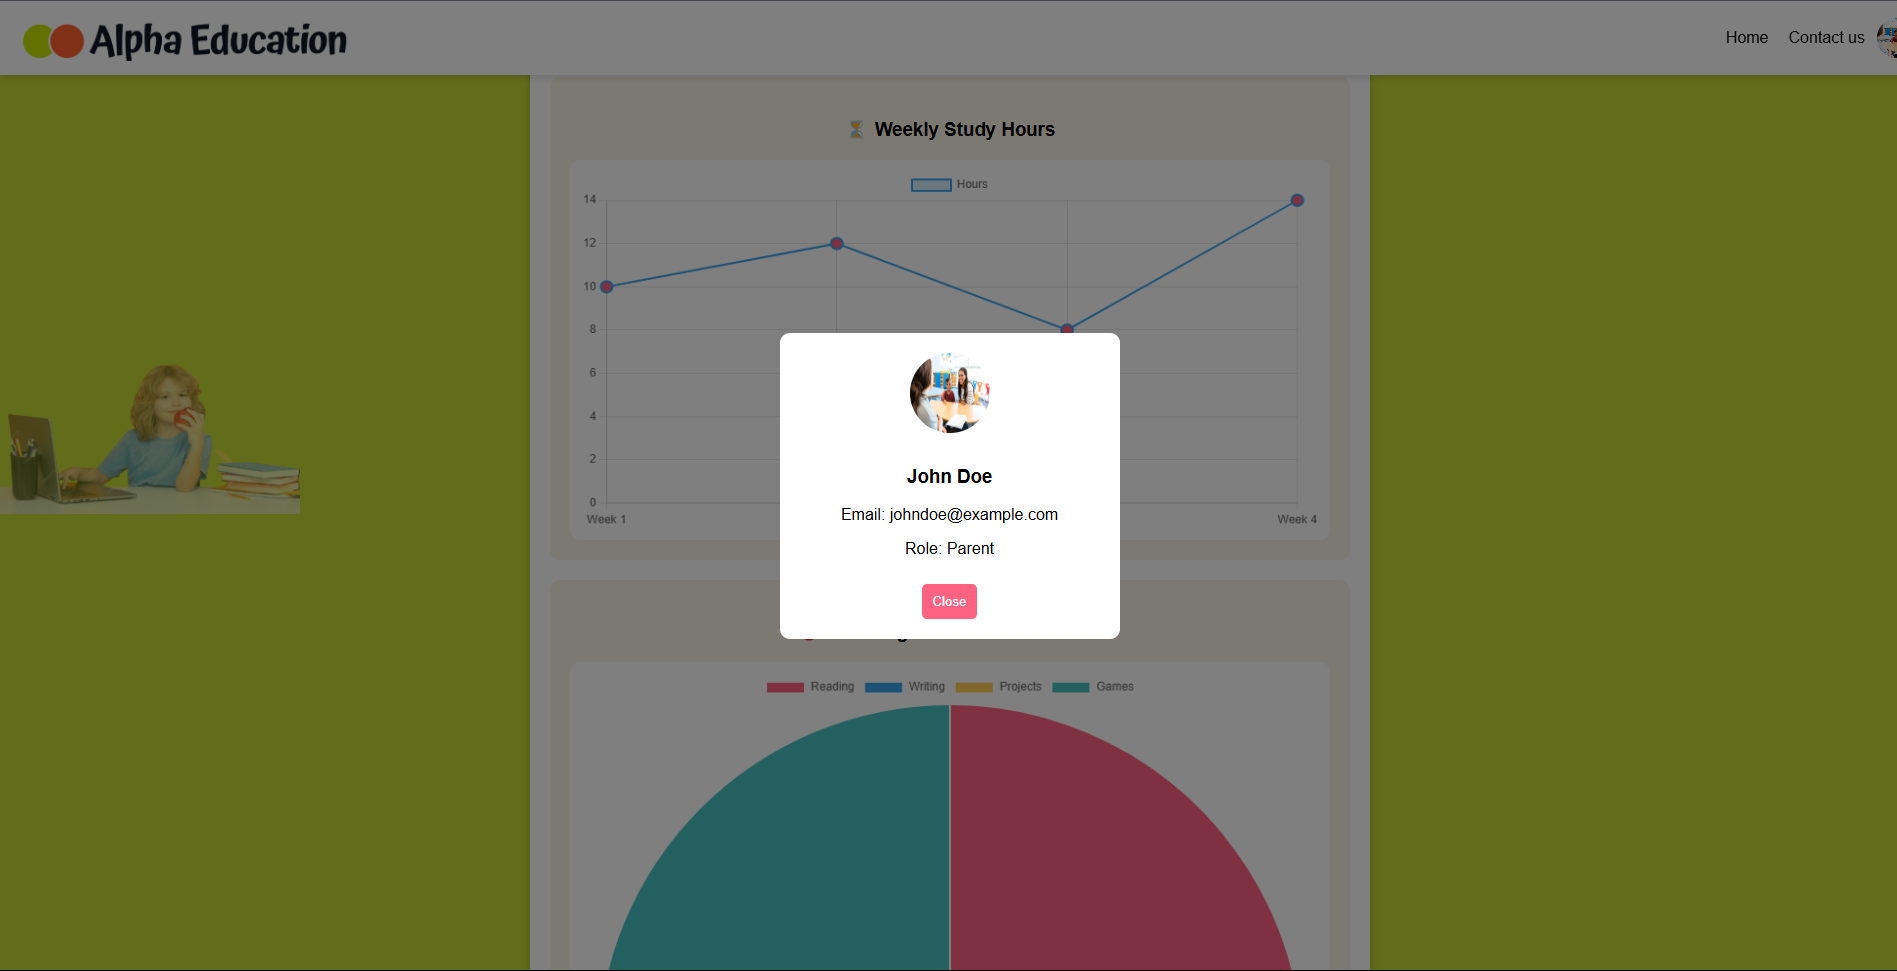 Alpha Education
Home Contact us
⏳ Weekly Study Hours
Hours
14
12
10
8
6
4
2
0
Week 1
Week 4
John Doe
Email: johndoe@example.com
Role: Parent
Close
Reading Writing Projects Games